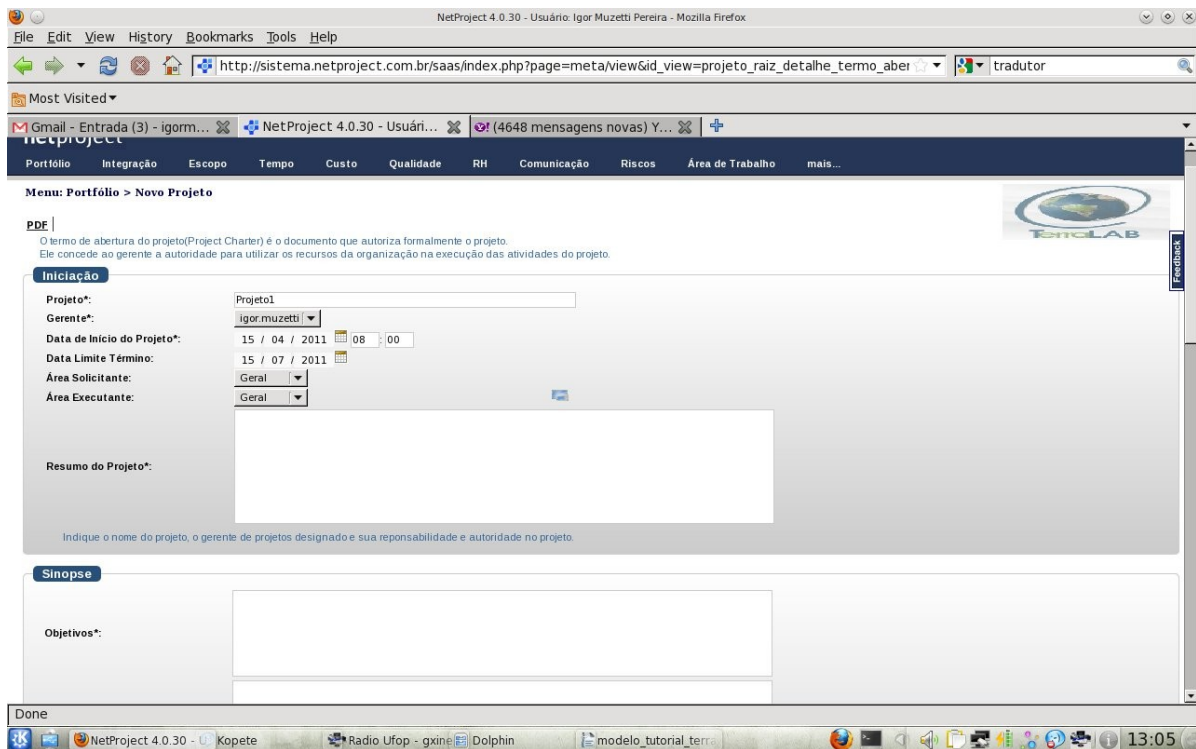 NetProject 4.0.30 - Usuário: Igor Muzetti Pereira - Mozilla Firefox
File Edit View History Bookmarks Tools Help
http://sistema.netproject.com.br/saas/index.php?page=meta/view&id_view=projeto_raiz_detalhe_termo_aber tradutor
Most Visited
Gmail - Entrada (3) - igorm... NetProject 4.0.30 - Usuári... (4648 mensagens novas) Y...
netproject
Portfólio Integração Escopo Tempo Custo Qualidade RH Comunicação Riscos Área de Trabalho mais...
Menu: Portfólio > Novo Projeto
TerraLAB
PDF
Feedback
O termo de abertura do projeto(Project Charter) é o documento que autoriza formalmente o projeto.
Ele concede ao gerente a autoridade para utilizar os recursos da organização na execução das atividades do projeto.
Iniciação
Projeto*: Projeto1
Gerente*: igor.muzetti
Data de Início do Projeto*: 15 / 04 / 2011 08 : 00
Data Limite Término: 15 / 07 / 2011
Área Solicitante: Geral
Área Executante: Geral
Resumo do Projeto*:
Indique o nome do projeto, o gerente de projetos designado e sua reponsabilidade e autoridade no projeto.
Sinopse
Objetivos*:
Done
NetProject 4.0.30 - U Kopete Radio Ufop - gxine Dolphin modelo_tutorial_terra 13:05